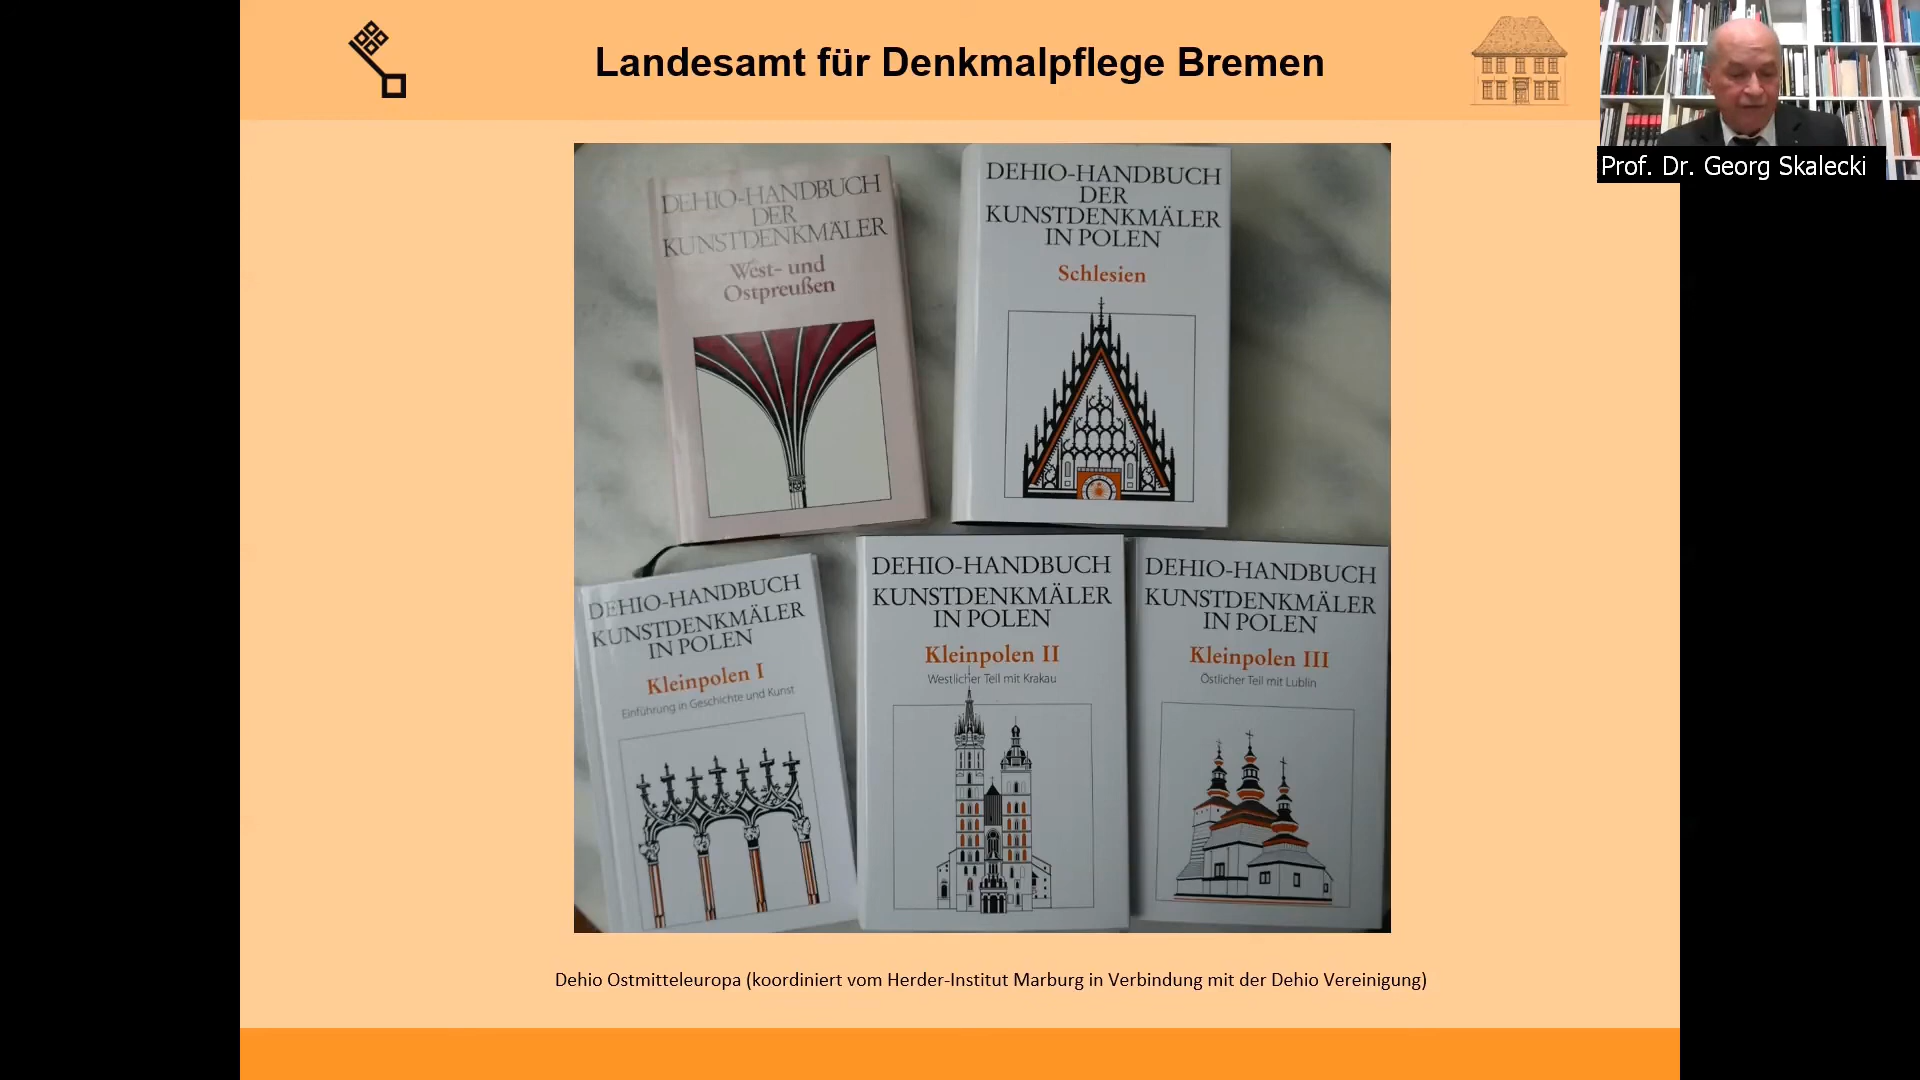 Landesamt für Denkmalpflege Bremen
Prof. Dr. Georg Skalecki
DEHIO-HANDBUCH
DER
KUNSTDENKMÄLER
West- und
Ostpreußen
DEHIO-HANDBUCH
DER
KUNSTDENKMÄLER
IN POLEN
Schlesien
DEHIO-HANDBUCH
KUNSTDENKMÄLER
IN POLEN
Kleinpolen I
Einführung in Geschichte und Kunst
DEHIO-HANDBUCH
KUNSTDENKMÄLER
IN POLEN
Kleinpolen II
Westlicher Teil mit Krakau
DEHIO-HANDBUCH
KUNSTDENKMÄLER
IN POLEN
Kleinpolen III
Östlicher Teil mit Lublin
Dehio Ostmitteleuropa (koordiniert vom Herder-Institut Marburg in Verbindung mit der Dehio Vereinigung)